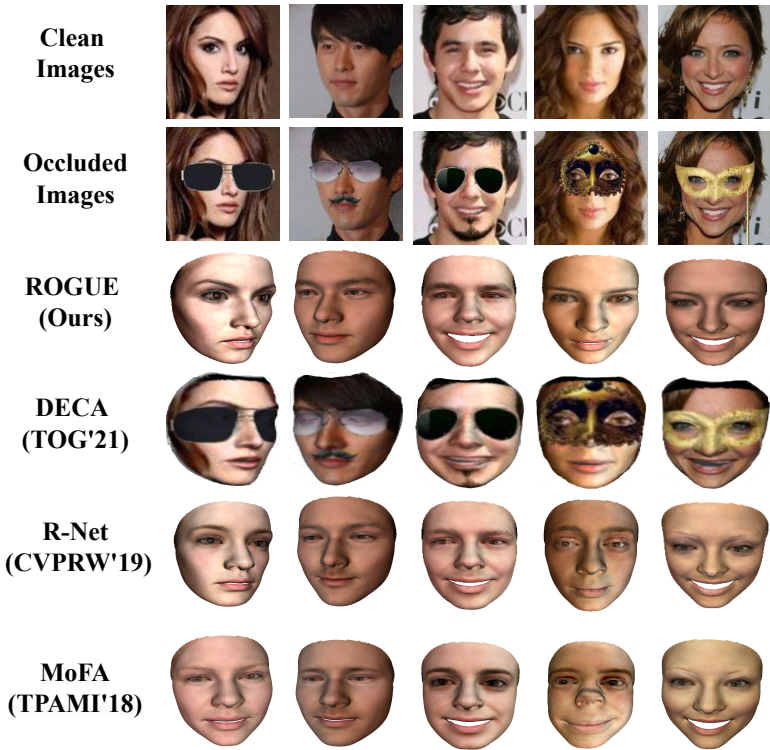 Clean
Images
Occluded
Images
ROGUE
(Ours)
DECA
(TOG'21)
R-Net
(CVPRW'19)
MoFA
(TPAMI'18)